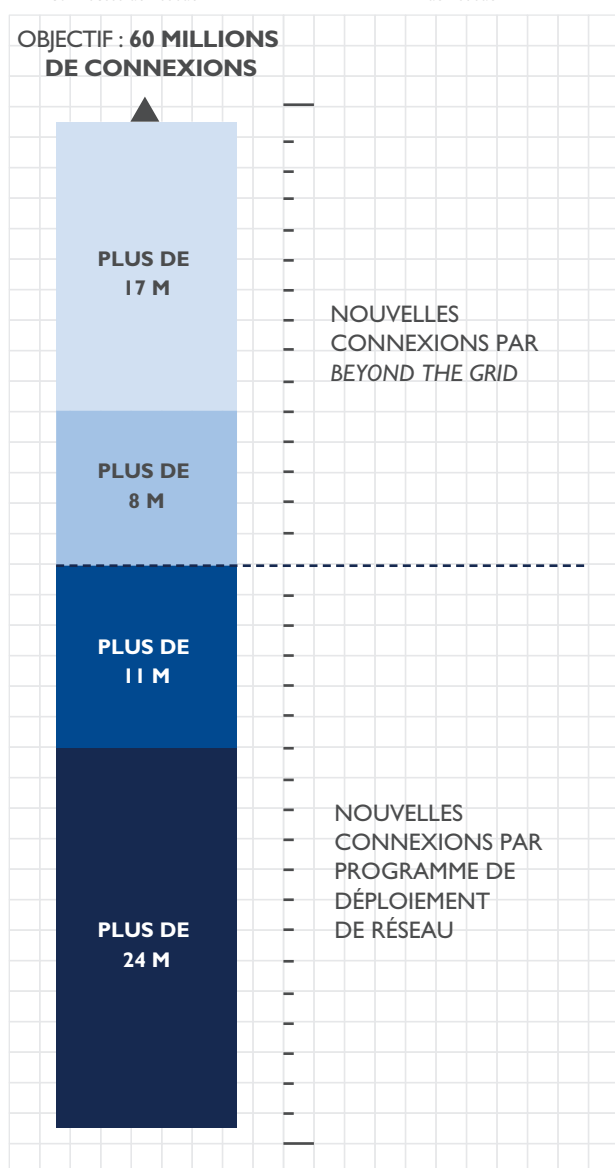 OBJECTIF : 60 MILLIONS
DE CONNEXIONS
PLUS DE
17 M
NOUVELLES
CONNEXIONS PAR
BEYOND THE GRID
PLUS DE
8 M
PLUS DE
11 M
NOUVELLES
CONNEXIONS PAR
PROGRAMME DE
DÉPLOIEMENT
DE RÉSEAU
PLUS DE
24 M